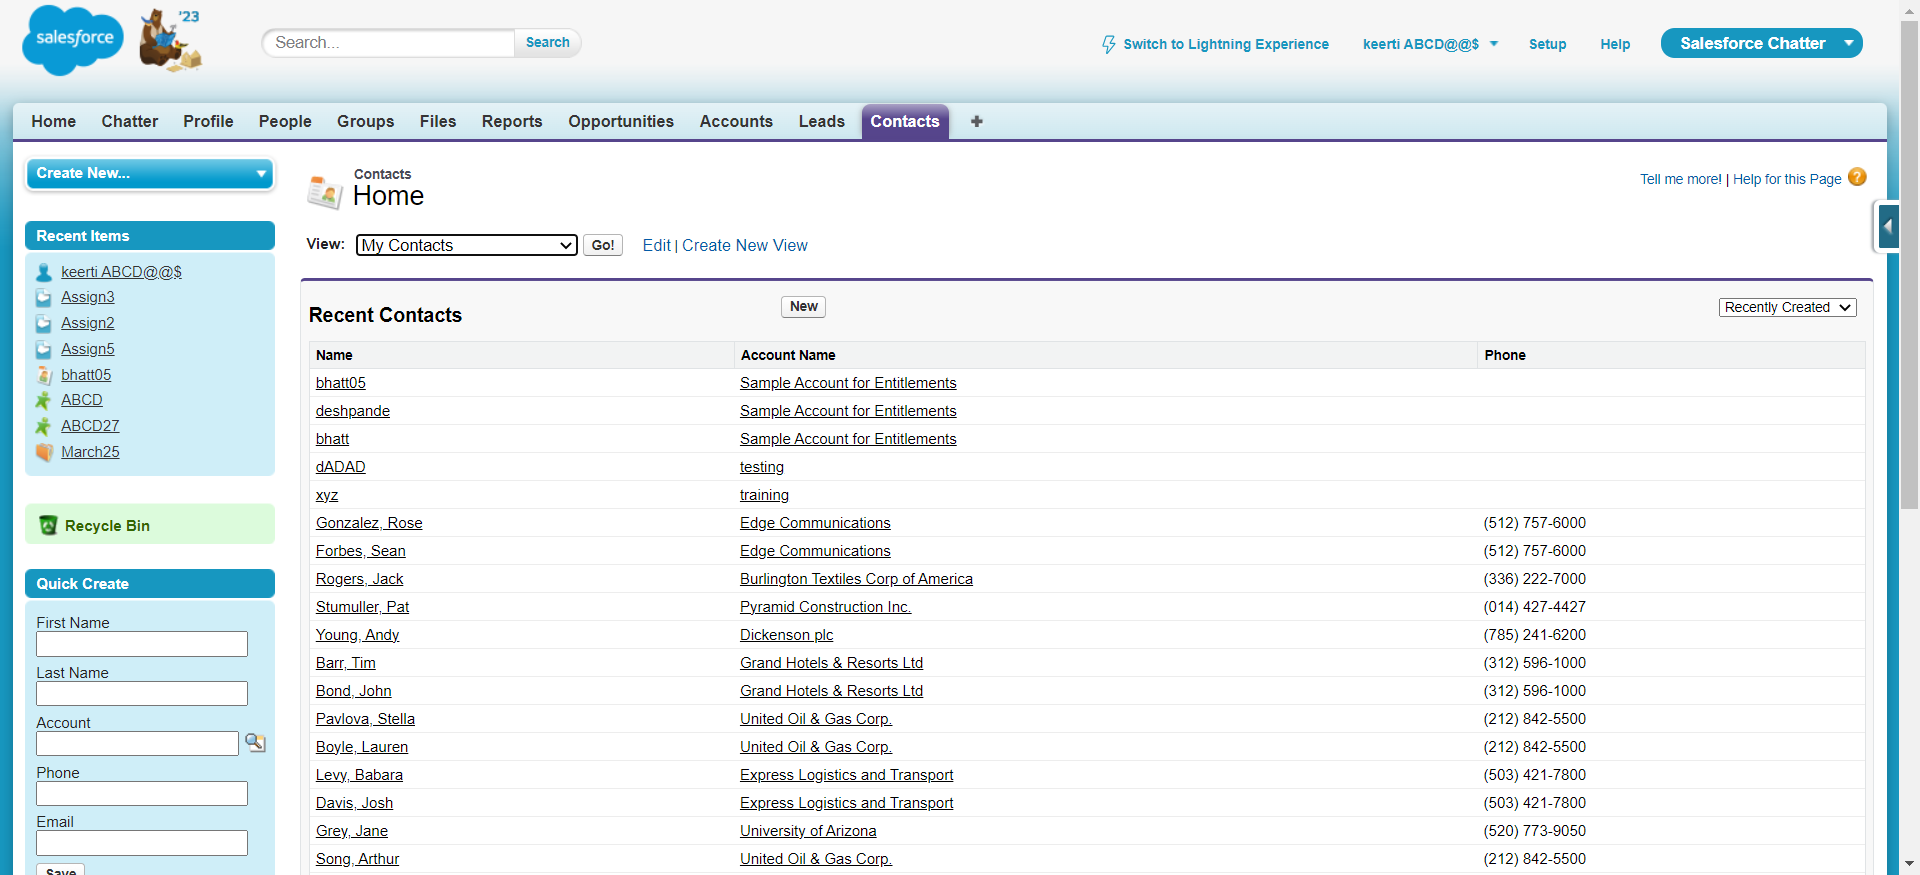 salesforce
'23
Search...
Search
Switch to Lightning Experience
keerti ABCD@@$
Setup
Help
Salesforce Chatter
Home Chatter Profile People Groups Files Reports Opportunities Accounts Leads Contacts
Create New...
Recent Items
keerti ABCD@@$
Assign3
Assign2
Assign5
bhatt05
ABCD
ABCD27
March25
Recycle Bin
Quick Create
First Name
Last Name
Account
Phone
Email
Save
Contacts
Home
Tell me more! | Help for this Page
View: My Contacts Go! Edit | Create New View
Recent Contacts New Recently Created
Name Account Name Phone
bhatt05 Sample Account for Entitlements
deshpande Sample Account for Entitlements
bhatt Sample Account for Entitlements
dADAD testing
xyz training
Gonzalez, Rose Edge Communications (512) 757-6000
Forbes, Sean Edge Communications (512) 757-6000
Rogers, Jack Burlington Textiles Corp of America (336) 222-7000
Stumuller, Pat Pyramid Construction Inc. (014) 427-4427
Young, Andy Dickenson plc (785) 241-6200
Barr, Tim Grand Hotels & Resorts Ltd (312) 596-1000
Bond, John Grand Hotels & Resorts Ltd (312) 596-1000
Pavlova, Stella United Oil & Gas Corp. (212) 842-5500
Boyle, Lauren United Oil & Gas Corp. (212) 842-5500
Levy, Babara Express Logistics and Transport (503) 421-7800
Davis, Josh Express Logistics and Transport (503) 421-7800
Grey, Jane University of Arizona (520) 773-9050
Song, Arthur United Oil & Gas Corp. (212) 842-5500